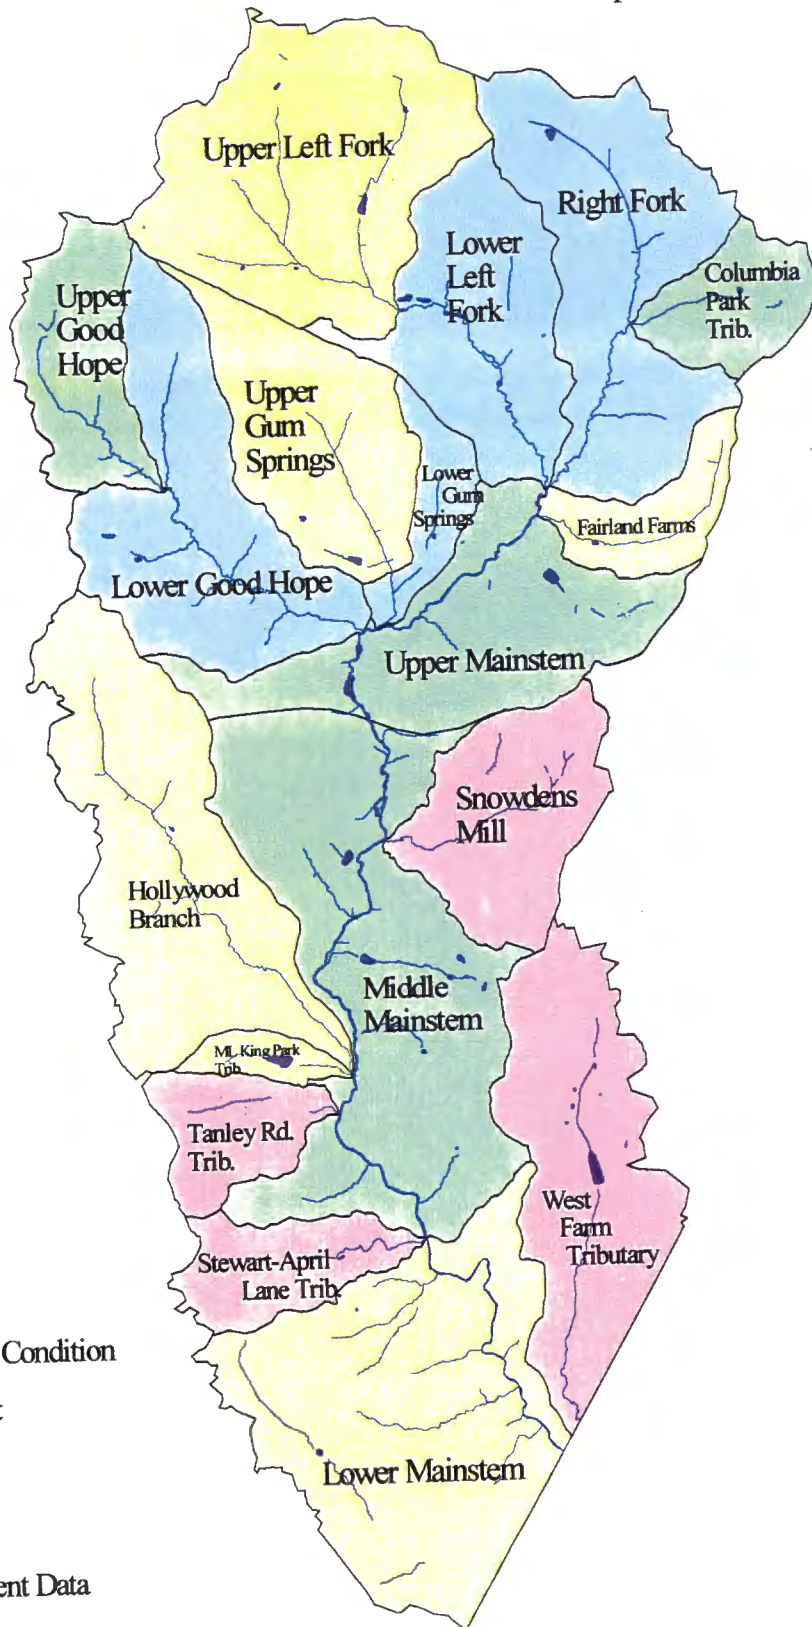 Upper Left Fork
Right Fork
Lower
Left
Fork
Columbia
Park
Trib.
Upper
Good
Hope
Upper
Gum
Springs
Lower
Gum
Springs
Fairland Farms
Lower Good Hope
Upper Mainstem
Snowdens
Mill
Hollywood
Branch
Middle
Mainstem
ML King Park
Trib.
Tanley Rd.
Trib.
West
Farm
Tributary
Stewart-April
Lane Trib.
Condition
Lower Mainstem
ent Data